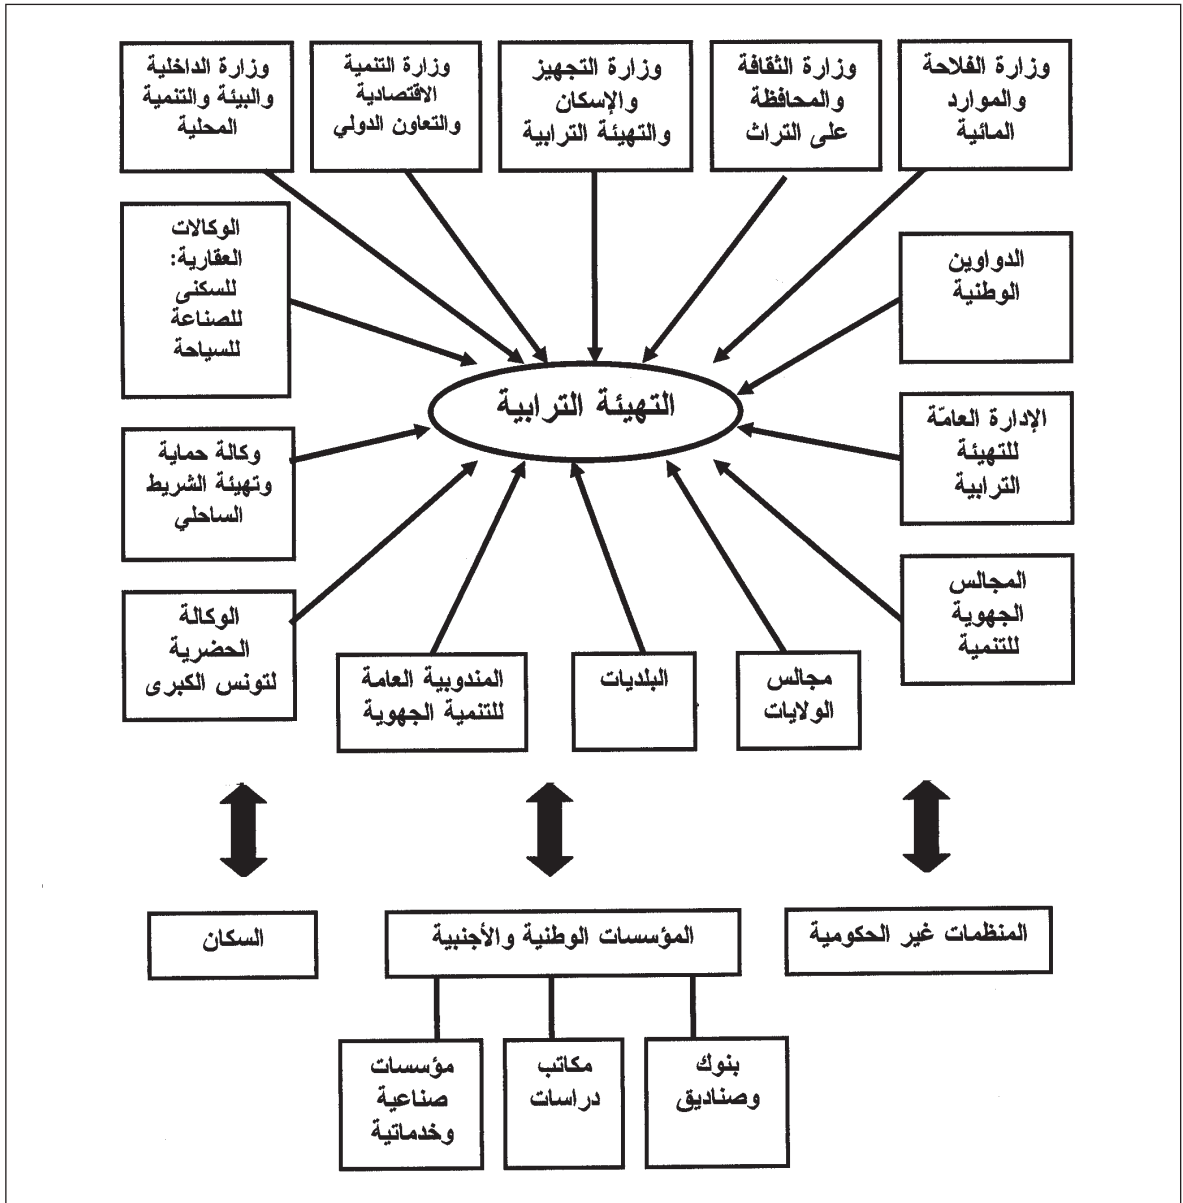 وزارة الفلاحة
والموارد
المائية
وزارة الثقافة
والمحافظة
على التراث
وزارة التجهيز
والإسكان
والتهيئة الترابية
وزارة التنمية
الاقتصادية
والتعاون الدولي
وزارة الداخلية
والبيئة والتنمية
المحلية
الدواوين
الوطنية
الوكالات
العقارية:
للسكنى
للصناعة
للسياحة
التهيئة الترابية
الإدارة العامّة
للتهيئة
الترابية
وكالة حماية
وتهيئة الشريط
الساحلي
المجالس
الجهوية
للتنمية
الوكالة
الحضرية
لتونس الكبرى
مجالس
الولايات
البلديات
المندوبية العامة
للتنمية الجهوية
المنظمات غير الحكومية
المؤسسات الوطنية والأجنبية
السكان
بنوك
وصناديق
مكاتب
دراسات
مؤسسات
صناعية
وخدماتية